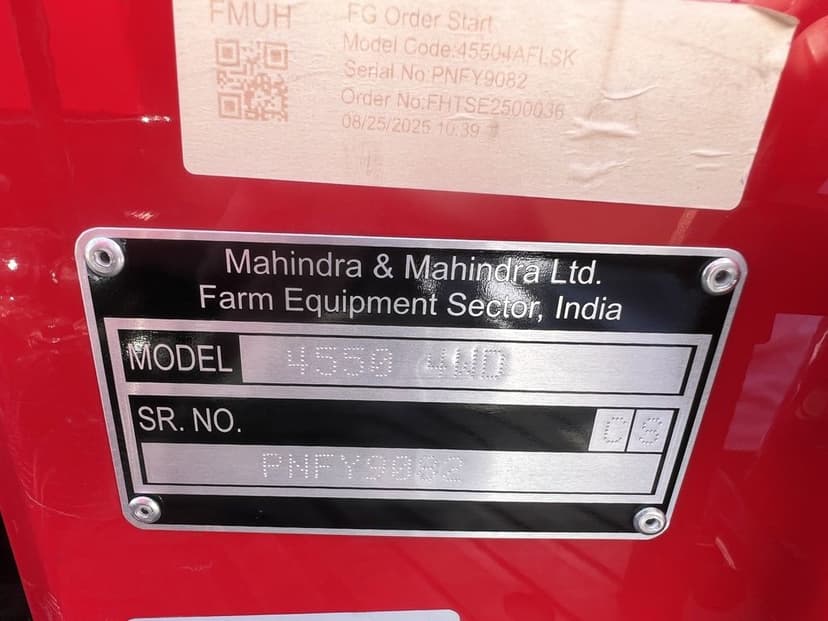 FMUH
FG Order Start
Model Code:45504AFLSK
Serial No:PNFY9082
Order No:FHTSE2500036
08/25/2025 10:39
Mahindra & Mahindra Ltd.
Farm Equipment Sector, India
MODEL 4550 4WD
SR. NO. CS
PNFY9082